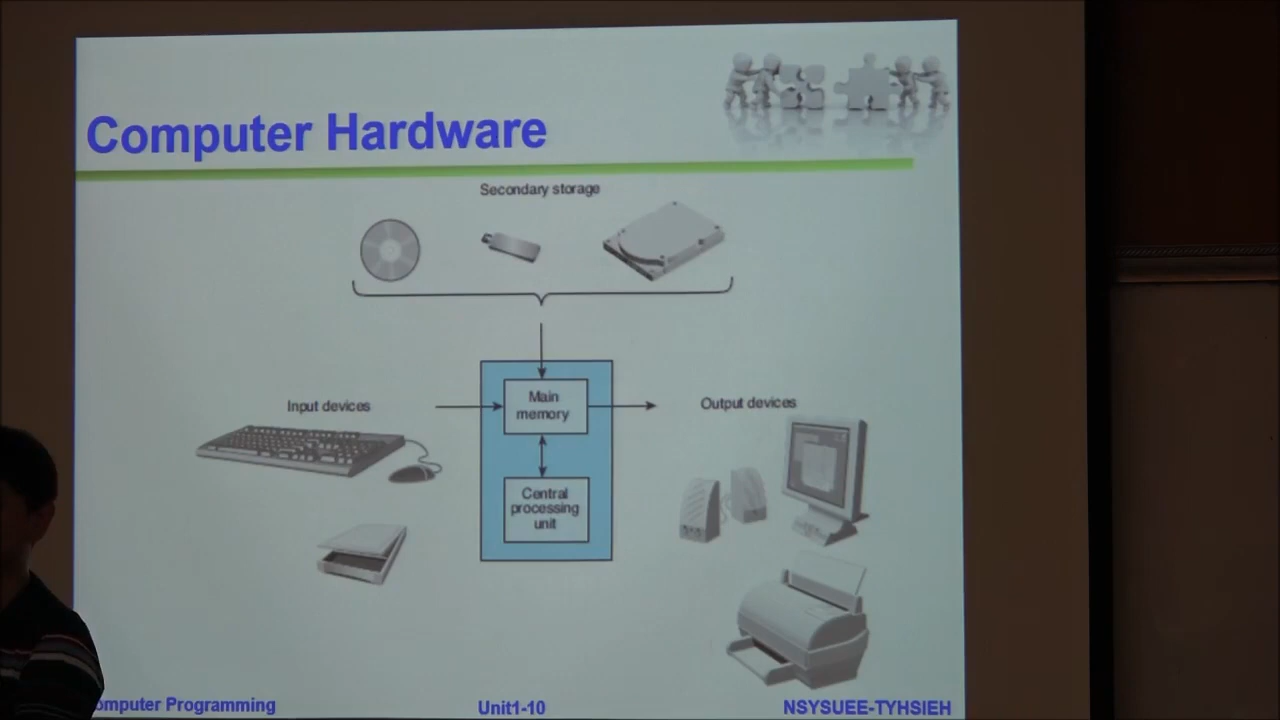 Computer Hardware
Secondary storage
Main
memory
Input devices
Output devices
Central
processing
unit
omputer Programming
Unit1-10
NSYSUEE-TYHSIEH